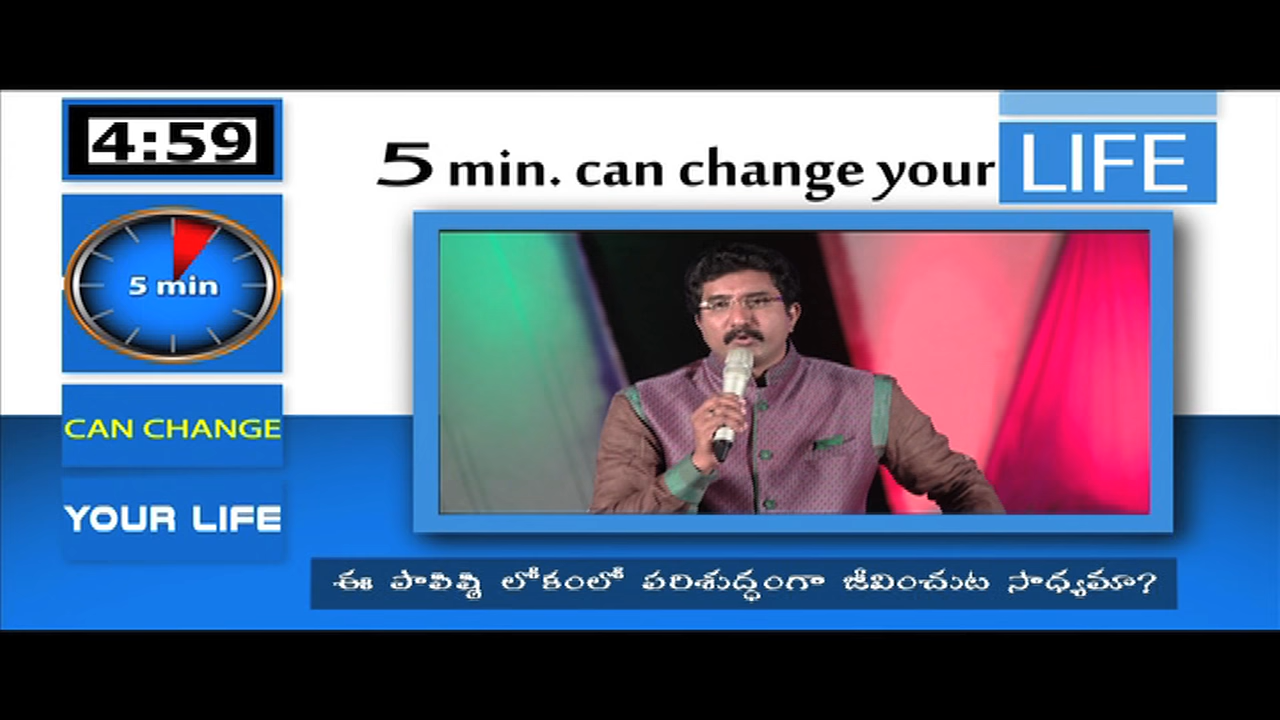 4:59
5 min. can change your LIFE
5 min
CAN CHANGE
YOUR LIFE
ఈ పాపిష్ఠి లోకంలో పరిశుద్ధంగా జీవించుట సాధ్యమా?